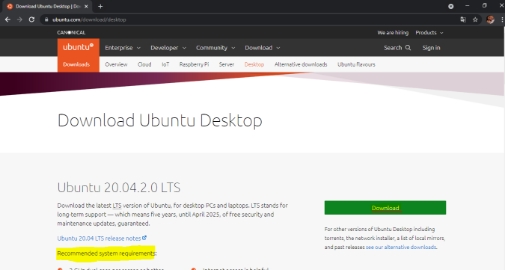 Download Ubuntu Desktop | Do
ubuntu.com/download/desktop
CANONICAL
We are hiring Products
ubuntu Enterprise Developer Community Download Search Sign in
Downloads Overview Cloud IoT Raspberry Pi Server Desktop Alternative downloads Ubuntu flavours
Download Ubuntu Desktop
Ubuntu 20.04.2.0 LTS
Download the latest LTS version of Ubuntu, for desktop PCs and laptops. LTS stands for
long-term support — which means five years, until April 2025, of free security and
maintenance updates, guaranteed.
Ubuntu 20.04 LTS release notes
Recommended system requirements:
Download
For other versions of Ubuntu Desktop including
torrents, the network installer, a list of local mirrors,
and past releases see our alternative downloads.